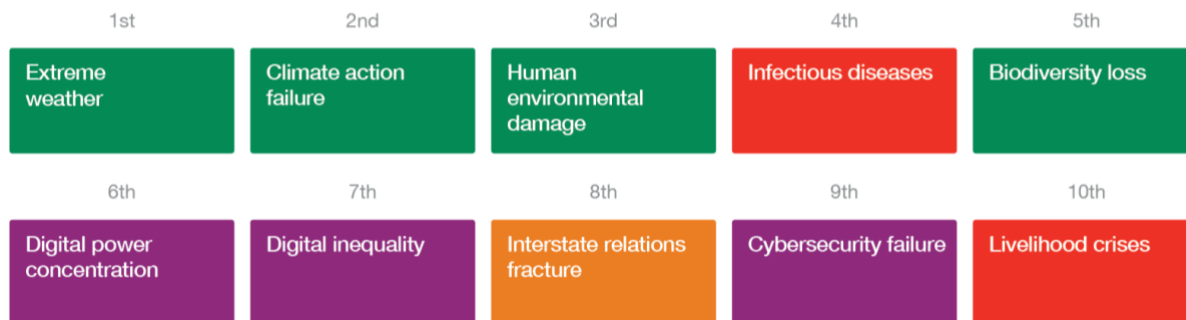 1st
2nd
3rd
4th
5th
Extreme
weather
Climate action
failure
Human
environmental
damage
Infectious diseases
Biodiversity loss
6th
7th
8th
9th
10th
Digital power
concentration
Digital inequality
Interstate relations
fracture
Cybersecurity failure
Livelihood crises